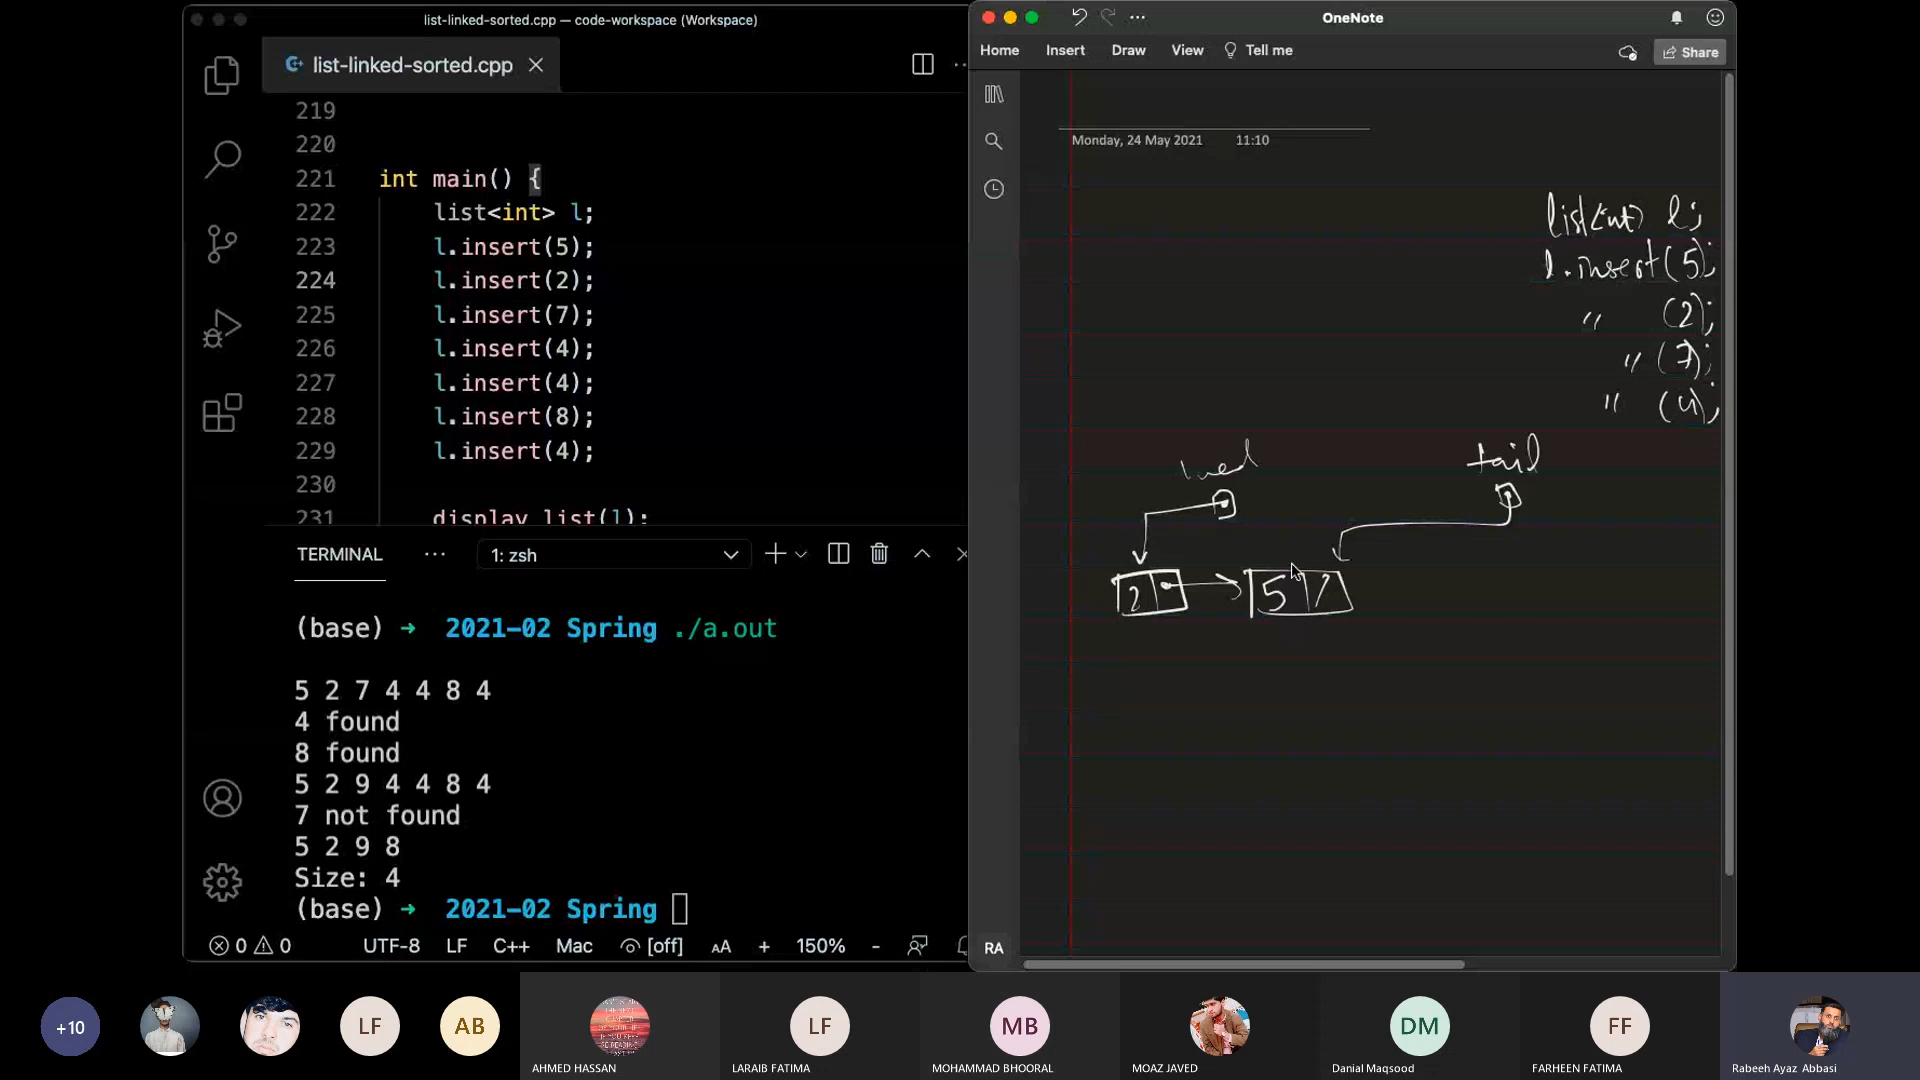 list-linked-sorted.cpp — code-workspace (Workspace)
list-linked-sorted.cpp
219
220
221 int main() {
222 list<int> l;
223 l.insert(5);
224 l.insert(2);
225 l.insert(7);
226 l.insert(4);
227 l.insert(4);
228 l.insert(8);
229 l.insert(4);
230
231 display_list(l);
TERMINAL ··· 1: zsh
(base) → 2021-02 Spring ./a.out
5 2 7 4 4 8 4
4 found
8 found
5 2 9 4 4 8 4
7 not found
5 2 9 8
Size: 4
(base) → 2021-02 Spring
0 0 UTF-8 LF C++ Mac [off] AA + 150% -
OneNote
Home Insert Draw View Tell me Share
Monday, 24 May 2021 11:10
list<int> l;
l.insert(5);
" (2);
" (7);
" (4);
tail
2 5
RA
+10
LF
AB
AHMED HASSAN
LF
LARAIB FATIMA
MB
MOHAMMAD BHOORAL
MOAZ JAVED
DM
Danial Maqsood
FF
FARHEEN FATIMA
Rabeeh Ayaz Abbasi